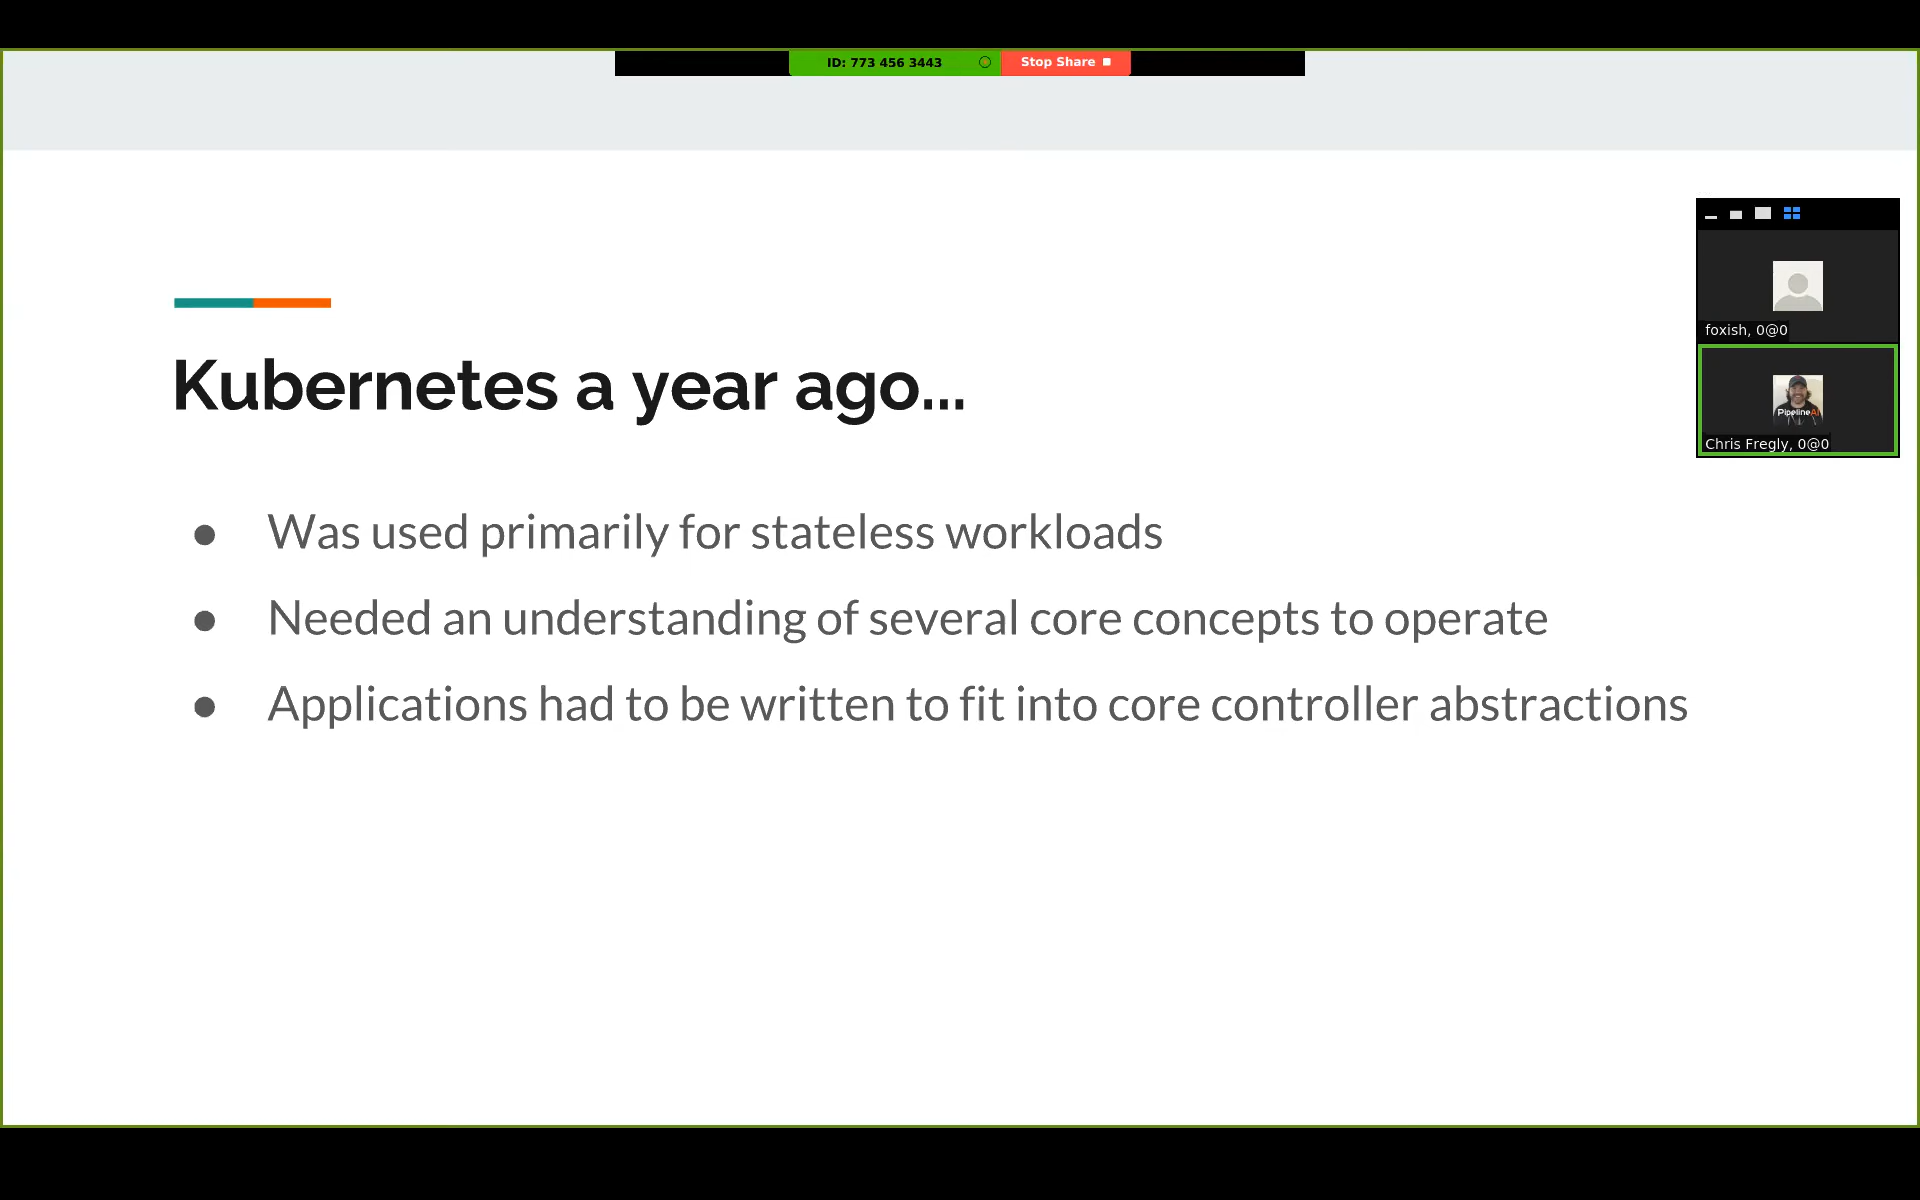 ID: 773 456 3443
Stop Share
Kubernetes a year ago...
foxish, 0@0
PipelineAI
Chris Fregly, 0@0
● Was used primarily for stateless workloads
● Needed an understanding of several core concepts to operate
● Applications had to be written to fit into core controller abstractions